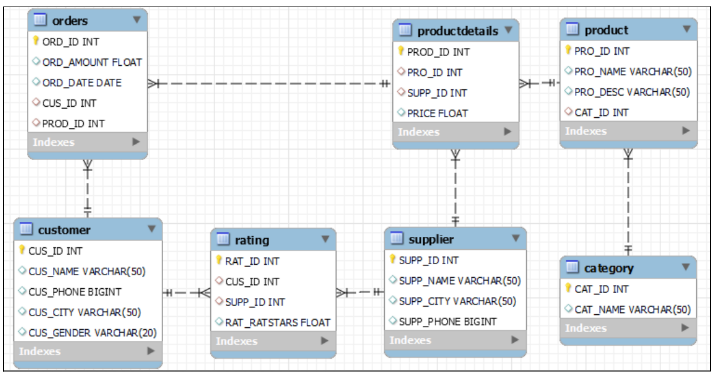 orders
ORD_ID INT
ORD_AMOUNT FLOAT
ORD_DATE DATE
CUS_ID INT
PROD_ID INT
Indexes
productdetails
PROD_ID INT
PRO_ID INT
SUPP_ID INT
PRICE FLOAT
Indexes
product
PRO_ID INT
PRO_NAME VARCHAR(50)
PRO_DESC VARCHAR(50)
CAT_ID INT
Indexes
customer
CUS_ID INT
CUS_NAME VARCHAR(50)
CUS_PHONE BIGINT
CUS_CITY VARCHAR(50)
CUS_GENDER VARCHAR(20)
Indexes
rating
RAT_ID INT
CUS_ID INT
SUPP_ID INT
RAT_RATSTARS FLOAT
Indexes
supplier
SUPP_ID INT
SUPP_NAME VARCHAR(50)
SUPP_CITY VARCHAR(50)
SUPP_PHONE BIGINT
Indexes
category
CAT_ID INT
CAT_NAME VARCHAR(50)
Indexes